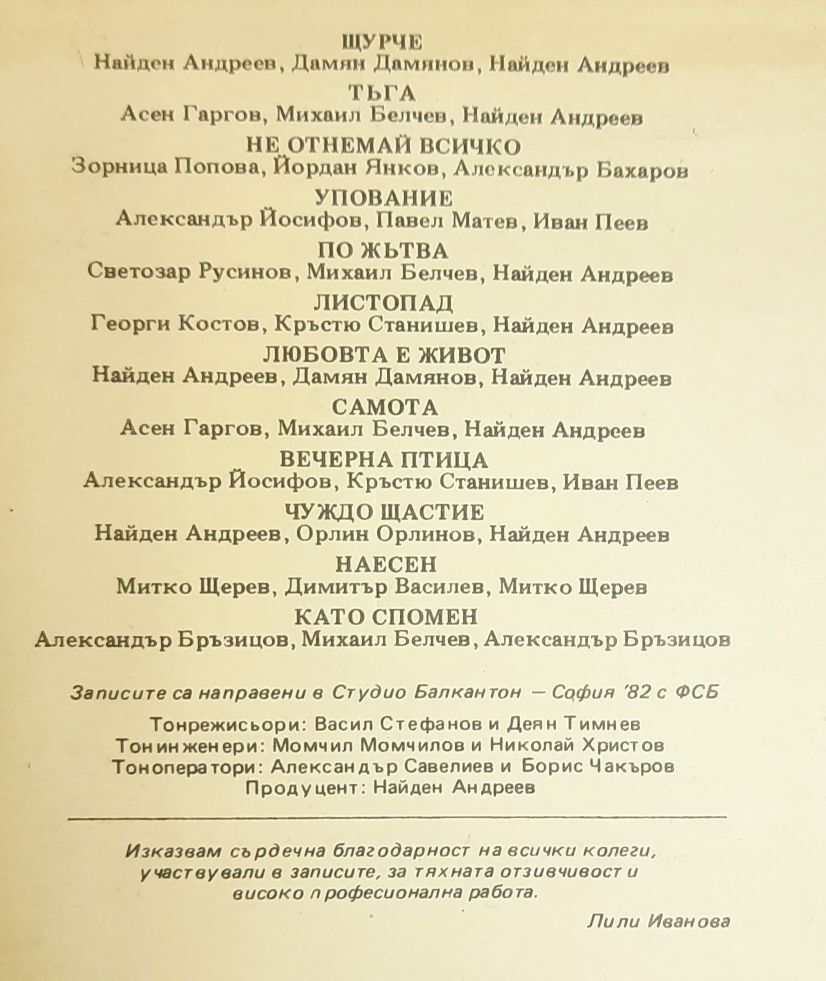 ЩУРЧЕ
Найден Андреев, Дамян Дамянов, Найден Андреев
ТЪГА
Асен Гаргов, Михаил Белчев, Найден Андреев
НЕ ОТНЕМАЙ ВСИЧКО
Зорница Попова, Йордан Янков, Александър Бахаров
УПОВАНИЕ
Александър Йосифов, Павел Матев, Иван Пеев
ПО ЖЪТВА
Светозар Русинов, Михаил Белчев, Найден Андреев
ЛИСТОПАД
Георги Костов, Кръстю Станишев, Найден Андреев
ЛЮБОВТА Е ЖИВОТ
Найден Андреев, Дамян Дамянов, Найден Андреев
САМОТА
Асен Гаргов, Михаил Белчев, Найден Андреев
ВЕЧЕРНА ПТИЦА
Александър Йосифов, Кръстю Станишев, Иван Пеев
ЧУЖДО ЩАСТИЕ
Найден Андреев, Орлин Орлинов, Найден Андреев
НАЕСЕН
Митко Щерев, Димитър Василев, Митко Щерев
КАТО СПОМЕН
Александър Бръзицов, Михаил Белчев, Александър Бръзицов
Записите са направени в Студио Балкантон — София '82 с ФСБ
Тонрежисьори: Васил Стефанов и Деян Тимнев
Тонинженери: Момчил Момчилов и Николай Христов
Тоноператори: Александър Савелиев и Борис Чакъров
Продуцент: Найден Андреев
Изказвам сърдечна благодарност на всички колеги,
участвували в записите, за тяхната отзивчивост и
високо професионална работа.
Лили Иванова